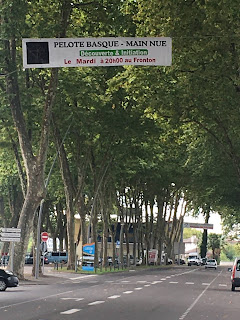 PELOTE BASQUE - MAIN NUE
Découverte & Initiation
Le Mardi à 20h00 au Fronton